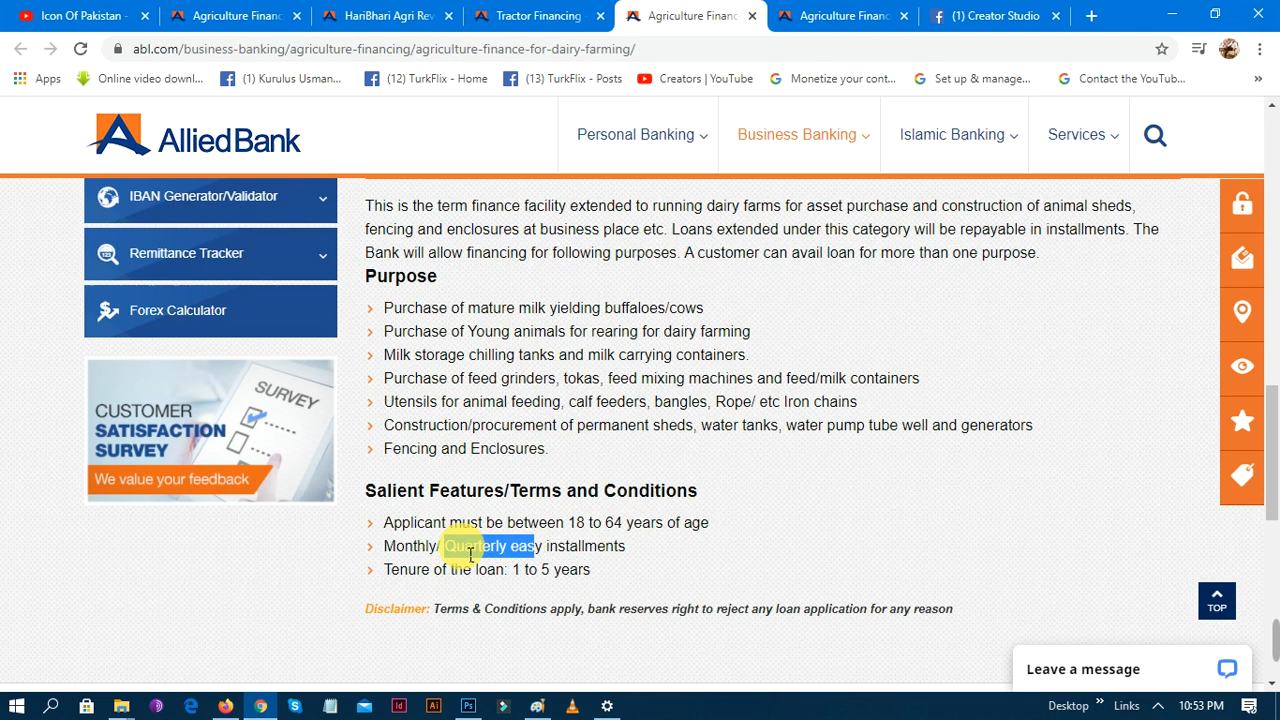 Icon Of Pakistan -
Agriculture Financ
HariBhari Agri Rev
Tractor Financing
Agriculture Financ
Agriculture Financ
(1) Creator Studio
abl.com/business-banking/agriculture-financing/agriculture-finance-for-dairy-farming/
Apps
Online video downl...
(1) Kurulus Usman...
(12) TurkFlix - Home
(13) TurkFlix - Posts
Creators | YouTube
Monetize your cont...
Set up & manage...
Contact the YouTub...
»
Allied Bank
Personal Banking
Business Banking
Islamic Banking
Services
IBAN Generator/Validator
Remittance Tracker
Forex Calculator
SURVEY
CUSTOMER
SATISFACTION
SURVEY
We value your feedback
This is the term finance facility extended to running dairy farms for asset purchase and construction of animal sheds,
fencing and enclosures at business place etc. Loans extended under this category will be repayable in installments. The
Bank will allow financing for following purposes. A customer can avail loan for more than one purpose.
Purpose
Purchase of mature milk yielding buffaloes/cows
Purchase of Young animals for rearing for dairy farming
Milk storage chilling tanks and milk carrying containers.
Purchase of feed grinders, tokas, feed mixing machines and feed/milk containers
Utensils for animal feeding, calf feeders, bangles, Rope/ etc Iron chains
Construction/procurement of permanent sheds, water tanks, water pump tube well and generators
Fencing and Enclosures.
Salient Features/Terms and Conditions
Applicant must be between 18 to 64 years of age
Monthly/ Quarterly easy installments
Tenure of the loan: 1 to 5 years
Disclaimer: Terms & Conditions apply, bank reserves right to reject any loan application for any reason
TOP
Leave a message
Desktop
»
Links
10:53 PM